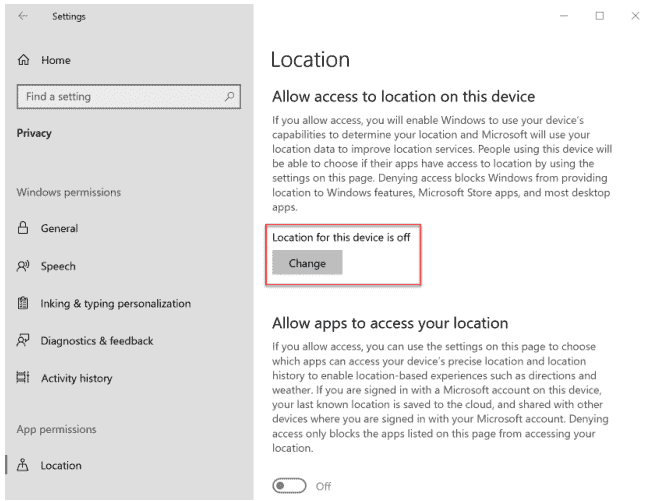 Settings
Home
Find a setting
Privacy
Windows permissions
General
Speech
Inking & typing personalization
Diagnostics & feedback
Activity history
App permissions
Location
Location
Allow access to location on this device
If you allow access, you will enable Windows to use your device's
capabilities to determine your location and Microsoft will use your
location data to improve location services. People using this device will
be able to choose if their apps have access to location by using the
settings on this page. Denying access blocks Windows from providing
location to Windows features, Microsoft Store apps, and most desktop
apps.
Location for this device is off
Change
Allow apps to access your location
If you allow access, you can use the settings on this page to choose
which apps can access your device's precise location and location
history to enable location-based experiences such as directions and
weather. If you are signed in with a Microsoft account on this device,
your last known location is saved to the cloud, and shared with other
devices where you are signed in with your Microsoft account. Denying
access only blocks the apps listed on this page from accessing your
location.
Off